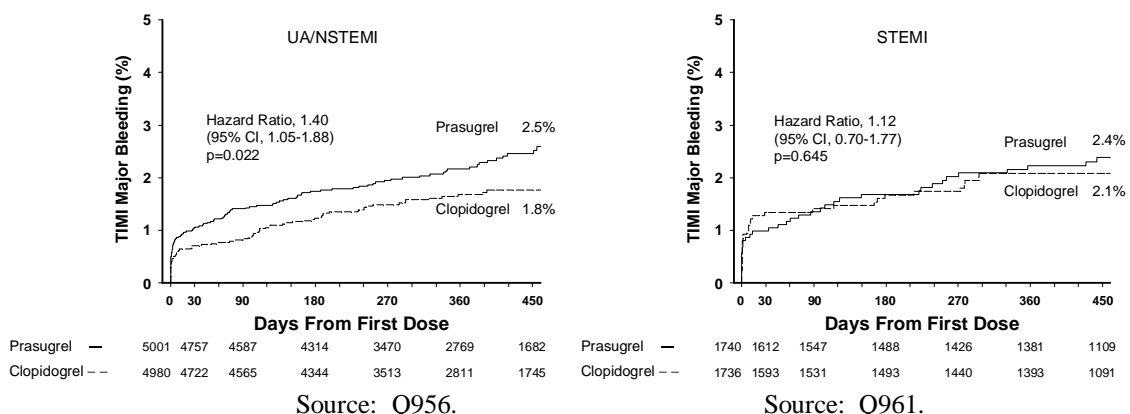 UA/NSTEMI
TIMI Major Bleeding (%)
5
4
3
2
1
0
Hazard Ratio, 1.40
(95% CI, 1.05-1.88)
p=0.022
Prasugrel 2.5%
Clopidogrel 1.8%
0 30 90 180 270 360 450
Days From First Dose
Prasugrel 5001 4757 4587 4314 3470 2769 1682
Clopidogrel 4980 4722 4565 4344 3513 2811 1745
Source: Q956.
STEMI
TIMI Major Bleeding (%)
5
4
3
2
1
0
Hazard Ratio, 1.12
(95% CI, 0.70-1.77)
p=0.645
Prasugrel 2.4%
Clopidogrel 2.1%
0 30 90 180 270 360 450
Days From First Dose
Prasugrel 1740 1612 1547 1488 1426 1381 1109
Clopidogrel 1736 1593 1531 1493 1440 1393 1091
Source: Q961.